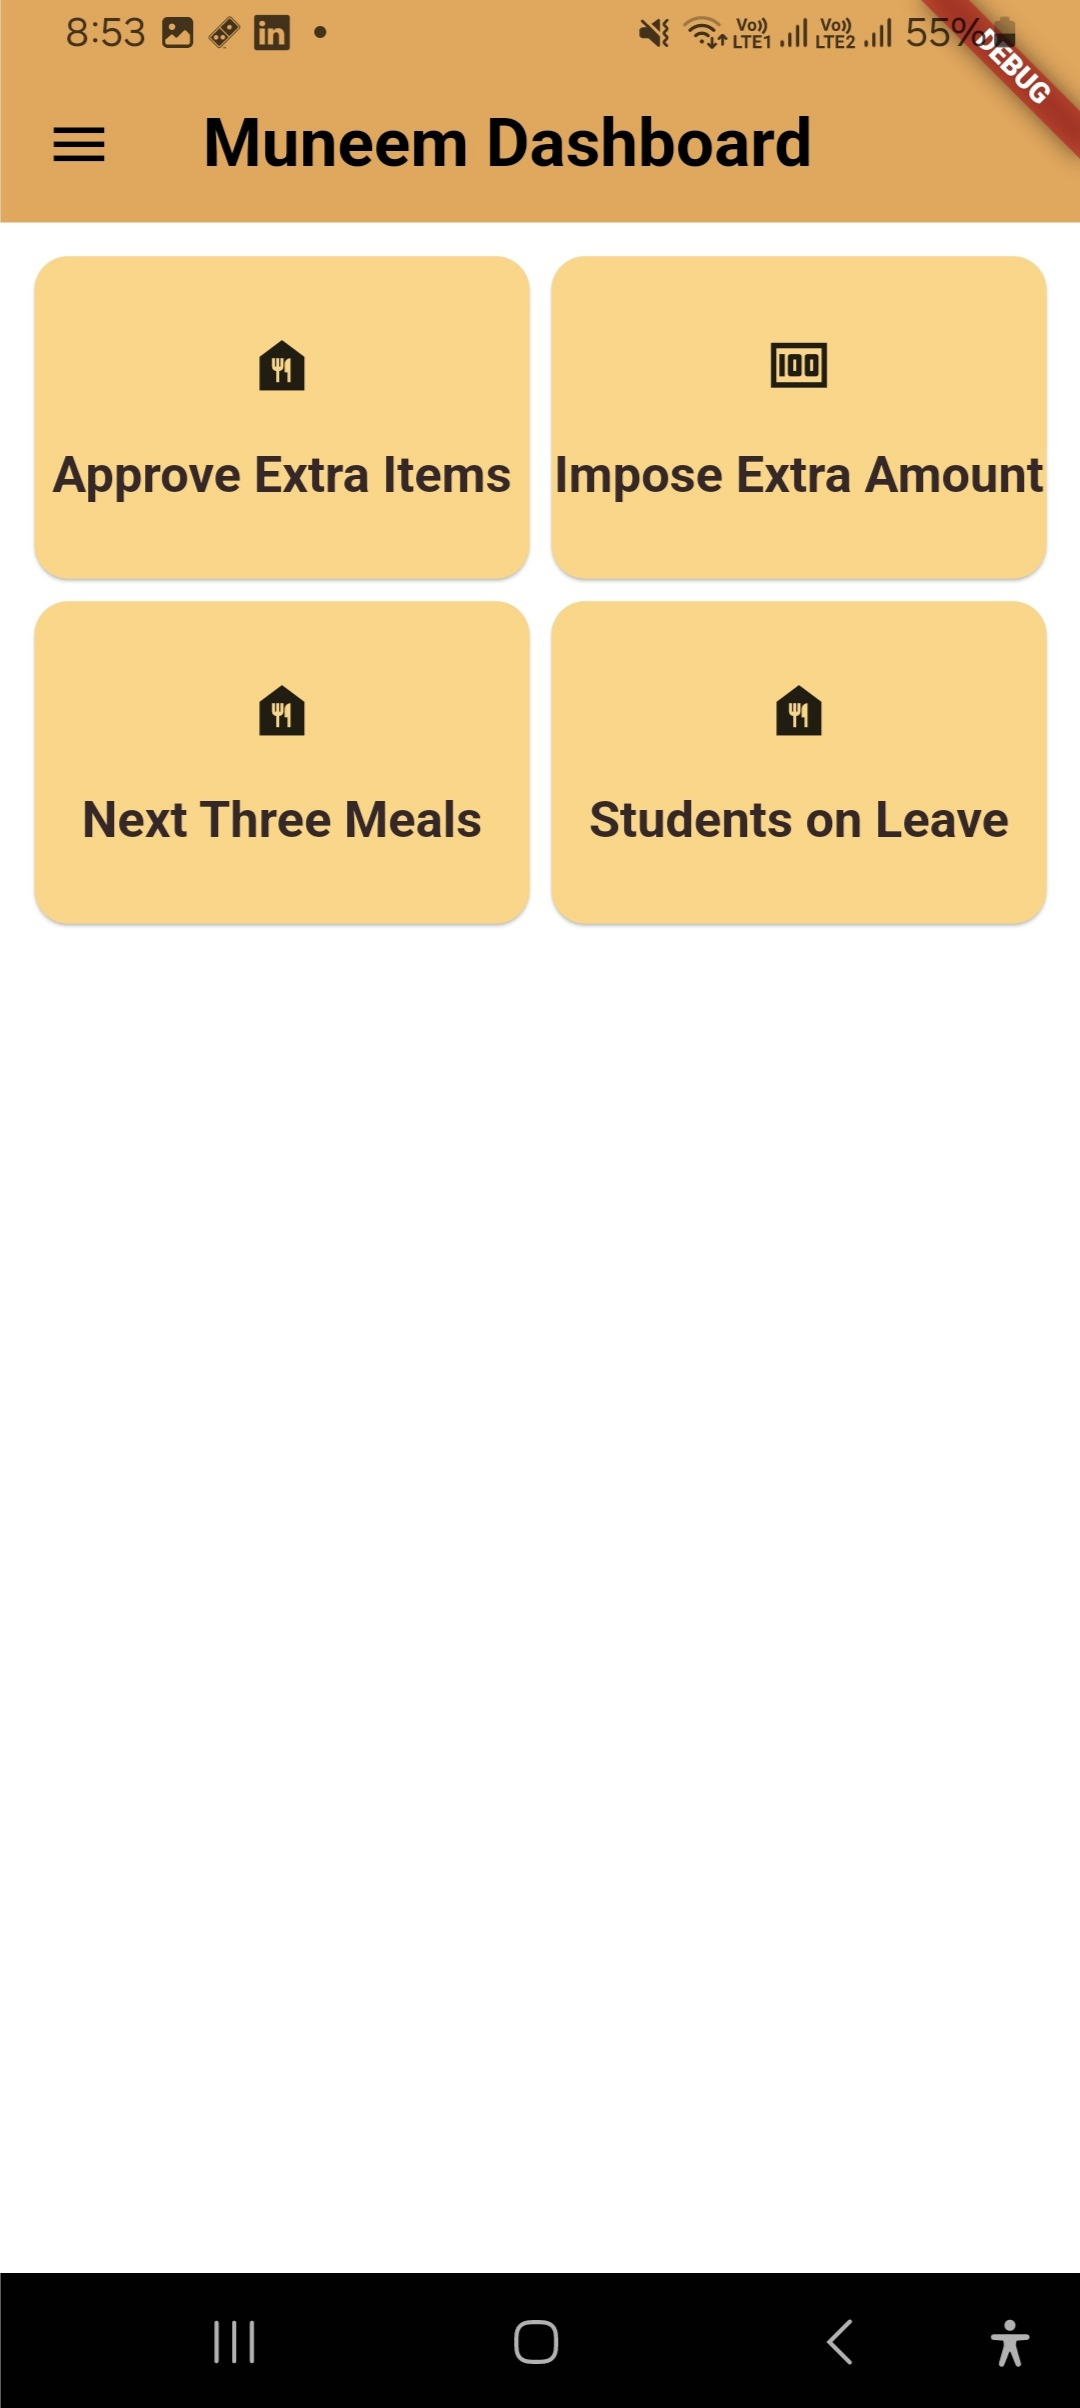 8:53 in Vo)) LTE1 Vo)) LTE2 55%
DEBUG
Muneem Dashboard
100
Approve Extra Items
Impose Extra Amount
Next Three Meals
Students on Leave